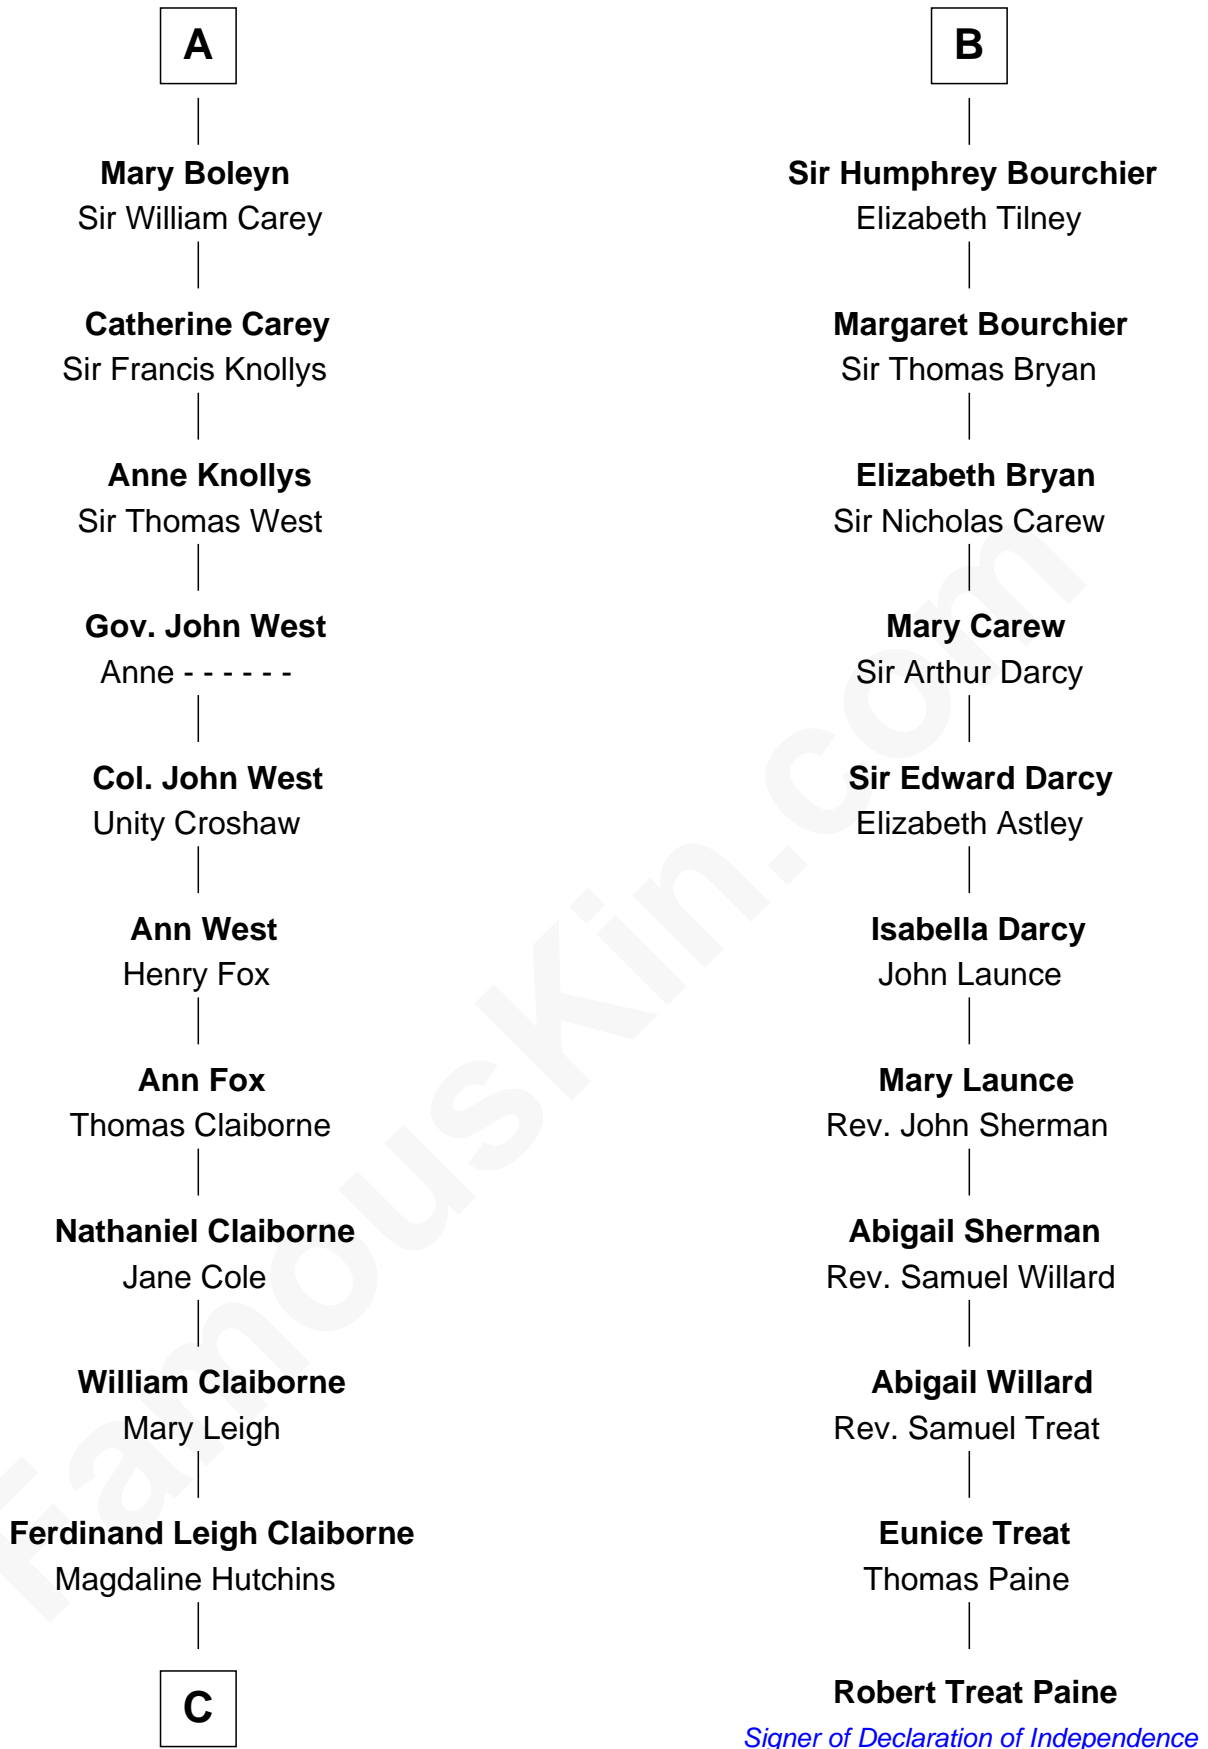 A
Mary Boleyn
Sir William Carey
Catherine Carey
Sir Francis Knollys
Anne Knollys
Sir Thomas West
Gov. John West
Anne - - - - - -
Col. John West
Unity Croshaw
Ann West
Henry Fox
Ann Fox
Thomas Claiborne
Nathaniel Claiborne
Jane Cole
William Claiborne
Mary Leigh
Ferdinand Leigh Claiborne
Magdaline Hutchins
C
B
Sir Humphrey Bourchier
Elizabeth Tilney
Margaret Bourchier
Sir Thomas Bryan
Elizabeth Bryan
Sir Nicholas Carew
Mary Carew
Sir Arthur Darcy
Sir Edward Darcy
Elizabeth Astley
Isabella Darcy
John Launce
Mary Launce
Rev. John Sherman
Abigail Sherman
Rev. Samuel Willard
Abigail Willard
Rev. Samuel Treat
Eunice Treat
Thomas Paine
Robert Treat Paine
Signer of Declaration of Independence
FamousKin.com